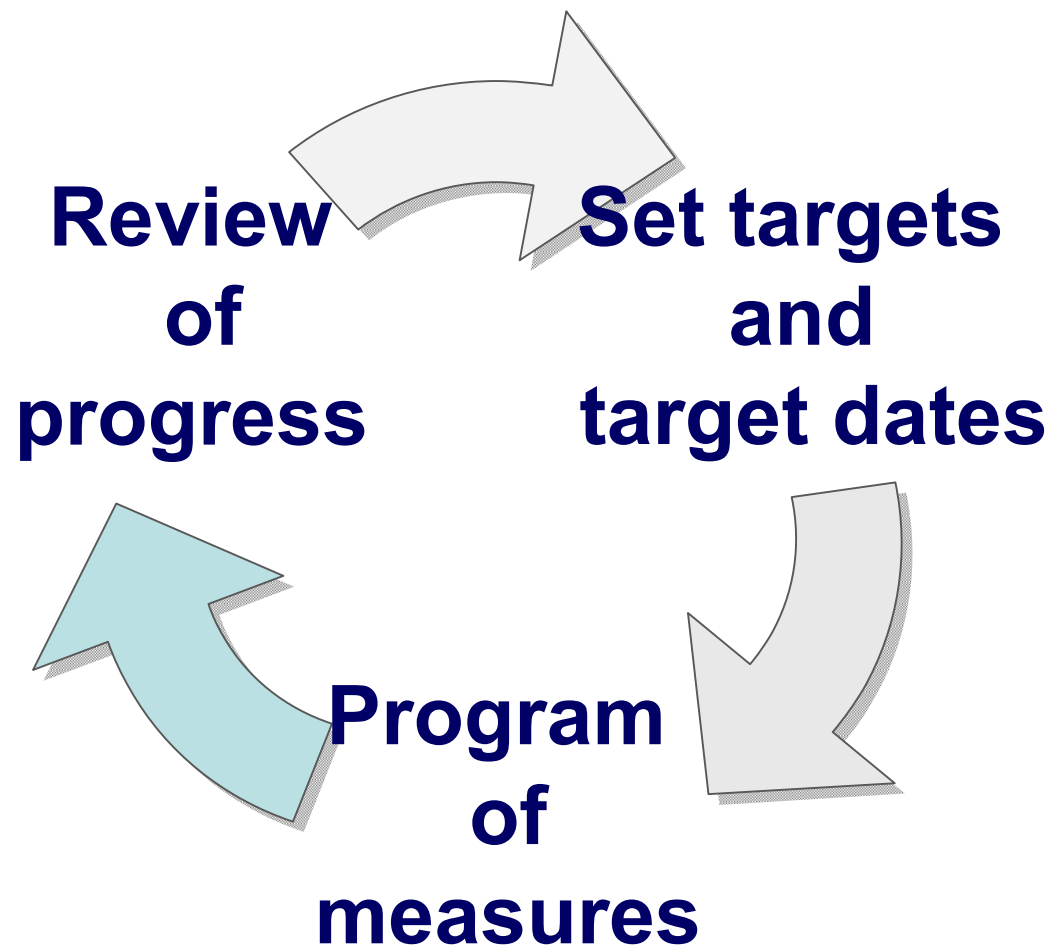 Review
of
progress
Set targets
and
target dates
Program
of
measures